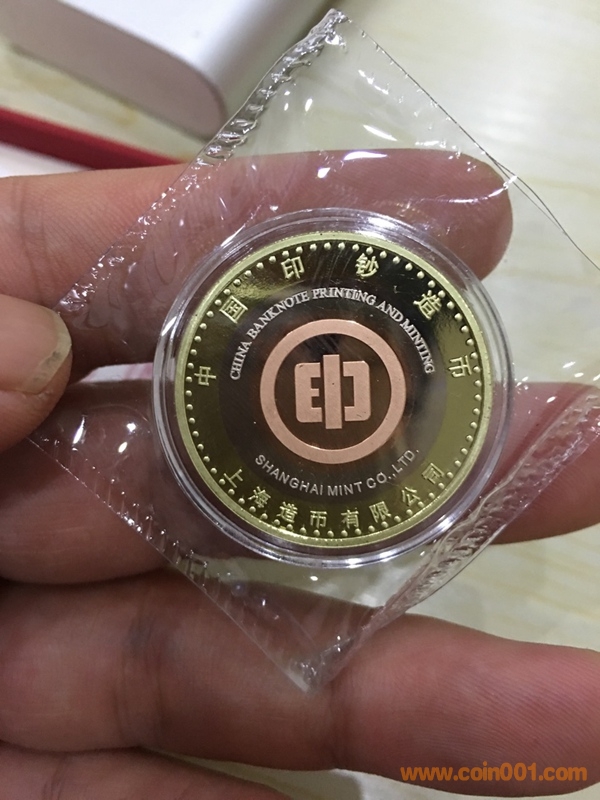 中国印钞造币
CHINA BANKNOTE PRINTING AND MINTING
SHANGHAI MINT CO., LTD.
上海造币有限公司
www.coin001.com